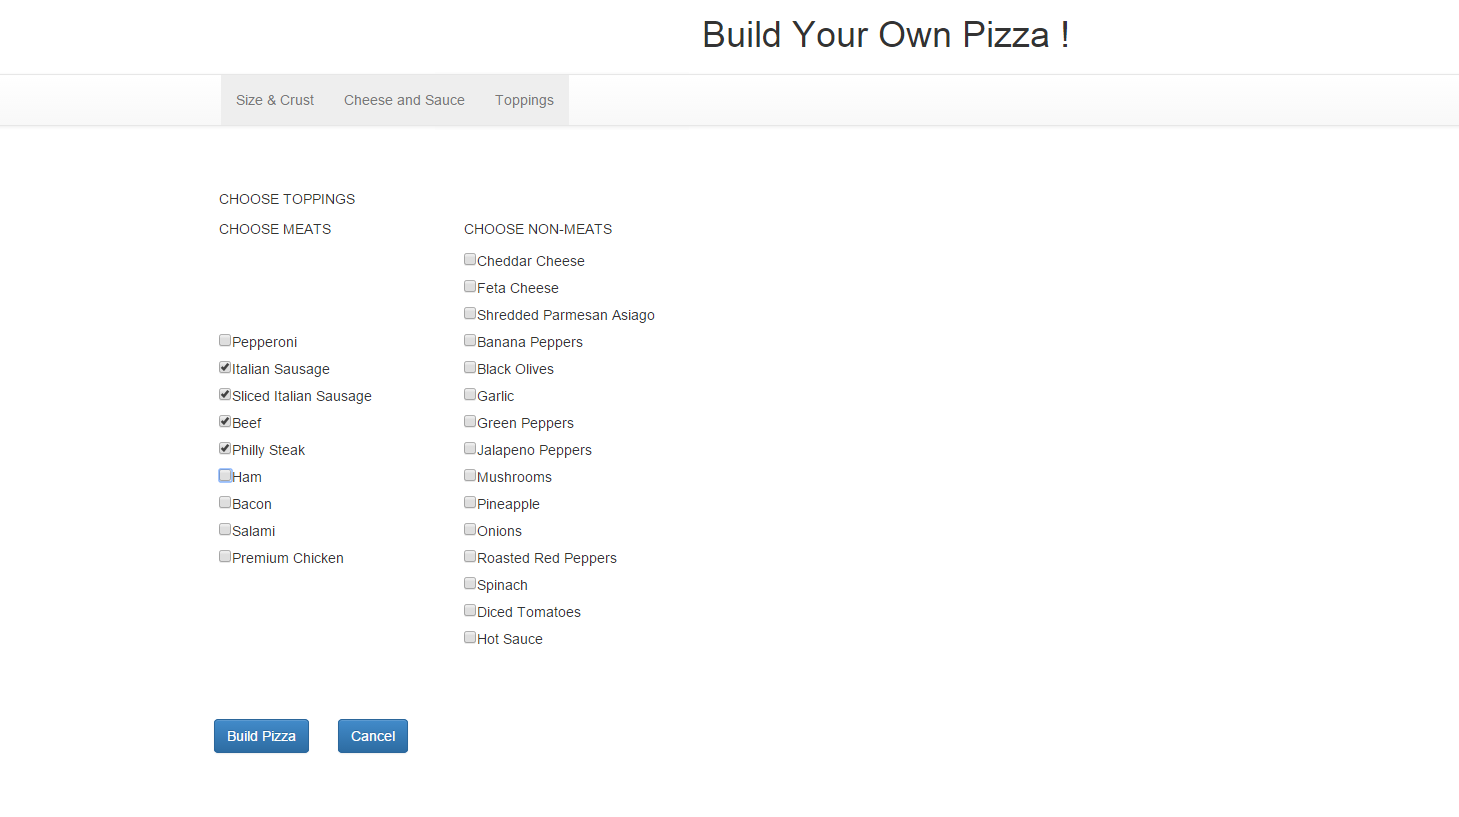 Build Your Own Pizza !
Size & Crust
Cheese and Sauce
Toppings
CHOOSE TOPPINGS
CHOOSE MEATS
Pepperoni
Italian Sausage
Sliced Italian Sausage
Beef
Philly Steak
Ham
Bacon
Salami
Premium Chicken
CHOOSE NON-MEATS
Cheddar Cheese
Feta Cheese
Shredded Parmesan Asiago
Banana Peppers
Black Olives
Garlic
Green Peppers
Jalapeno Peppers
Mushrooms
Pineapple
Onions
Roasted Red Peppers
Spinach
Diced Tomatoes
Hot Sauce
Build Pizza
Cancel